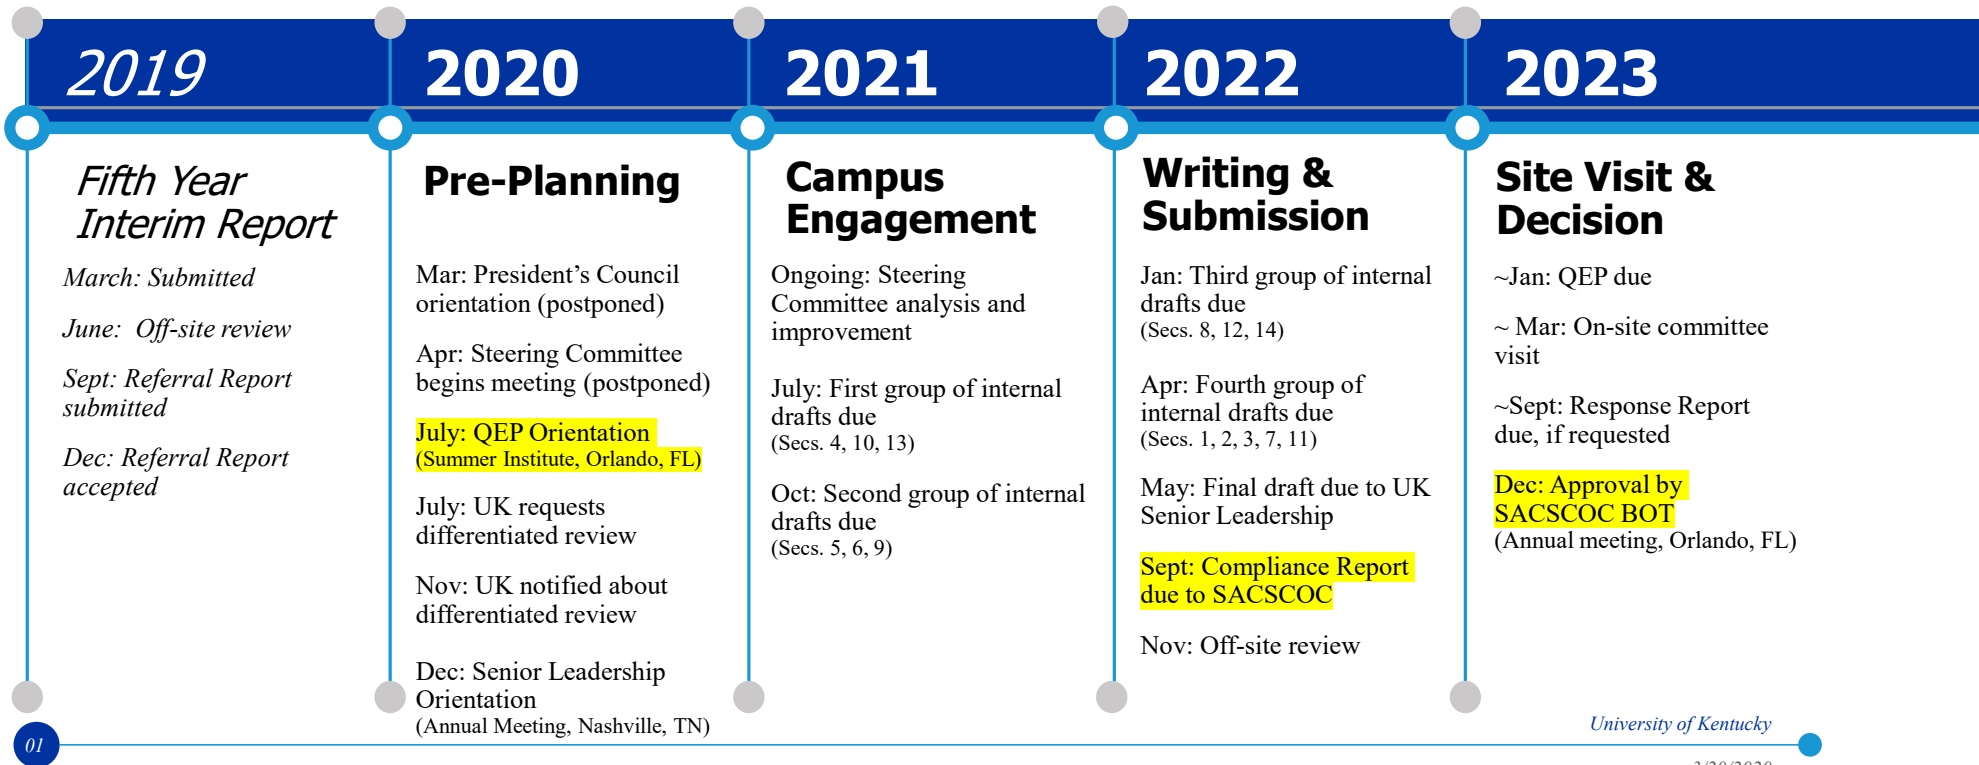 2019
2020
2021
2022
2023
Fifth Year
Interim Report
March: Submitted
June:  Off-site review
Sept: Referral Report
submitted
Dec: Referral Report
accepted
Pre-Planning
Mar: President’s Council
orientation (postponed)
Apr: Steering Committee
begins meeting (postponed)
July: QEP Orientation
(Summer Institute, Orlando, FL)
July: UK requests
differentiated review
Nov: UK notified about
differentiated review
Dec: Senior Leadership
Orientation
(Annual Meeting, Nashville, TN)
Campus
Engagement
Ongoing: Steering
Committee analysis and
improvement
July: First group of internal
drafts due
(Secs. 4, 10, 13)
Oct: Second group of internal
drafts due
(Secs. 5, 6, 9)
Writing &
Submission
Jan: Third group of internal
drafts due
(Secs. 8, 12, 14)
Apr: Fourth group of
internal drafts due
(Secs. 1, 2, 3, 7, 11)
May: Final draft due to UK
Senior Leadership
Sept: Compliance Report
due to SACSCOC
Nov: Off-site review
Site Visit &
Decision
~Jan: QEP due
~ Mar: On-site committee
visit
~Sept: Response Report
due, if requested
Dec: Approval by
SACSCOC BOT
(Annual meeting, Orlando, FL)
University of Kentucky
01